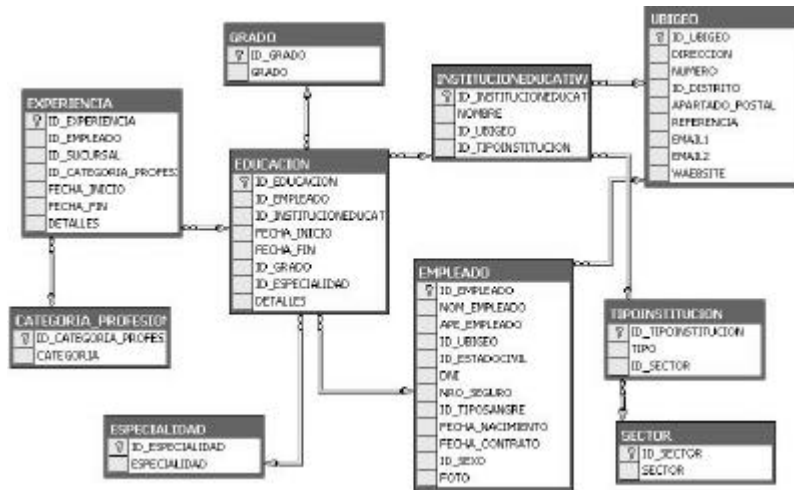 GRADO
ID_GRADO
GRADO
EXPERIENCIA
ID_EXPERIENCIA
ID_EMPLEADO
ID_SUCURSAL
ID_CATEGORIA_PROFES
FECHA_INICIO
FECHA_FIN
DETALLES
EDUCACION
ID_EDUCACION
ID_EMPLEADO
ID_INSTITUCIONEDUCAT
FECHA_INICIO
FECHA_FIN
ID_GRADO
ID_ESPECIALIDAD
DETALLES
CATEGORIA_PROFESION
ID_CATEGORIA_PROFES
CATEGORIA
ESPECIALIDAD
ID_ESPECIALIDAD
ESPECIALIDAD
INSTITUCIONEDUCATIVA
ID_INSTITUCIONEDUCAT
NOMBRE
ID_UBIGEO
ID_TIPOINSTITUCION
EMPLEADO
ID_EMPLEADO
NOM_EMPLEADO
APE_EMPLEADO
ID_UBIGEO
ID_ESTADOCIVIL
DNI
NRO_SEGURO
ID_TIPOSANGRE
FECHA_NACIMIENTO
FECHA_CONTRATO
ID_SEXO
FOTO
UBIGEO
ID_UBIGEO
DIRECCION
NUMERO
ID_DISTRITO
APARTADO_POSTAL
REFERENCIA
EMAIL1
EMAIL2
WAEBSITE
TIPOINSTITUCION
ID_TIPOINSTITUCION
TIPO
ID_SECTOR
SECTOR
ID_SECTOR
SECTOR